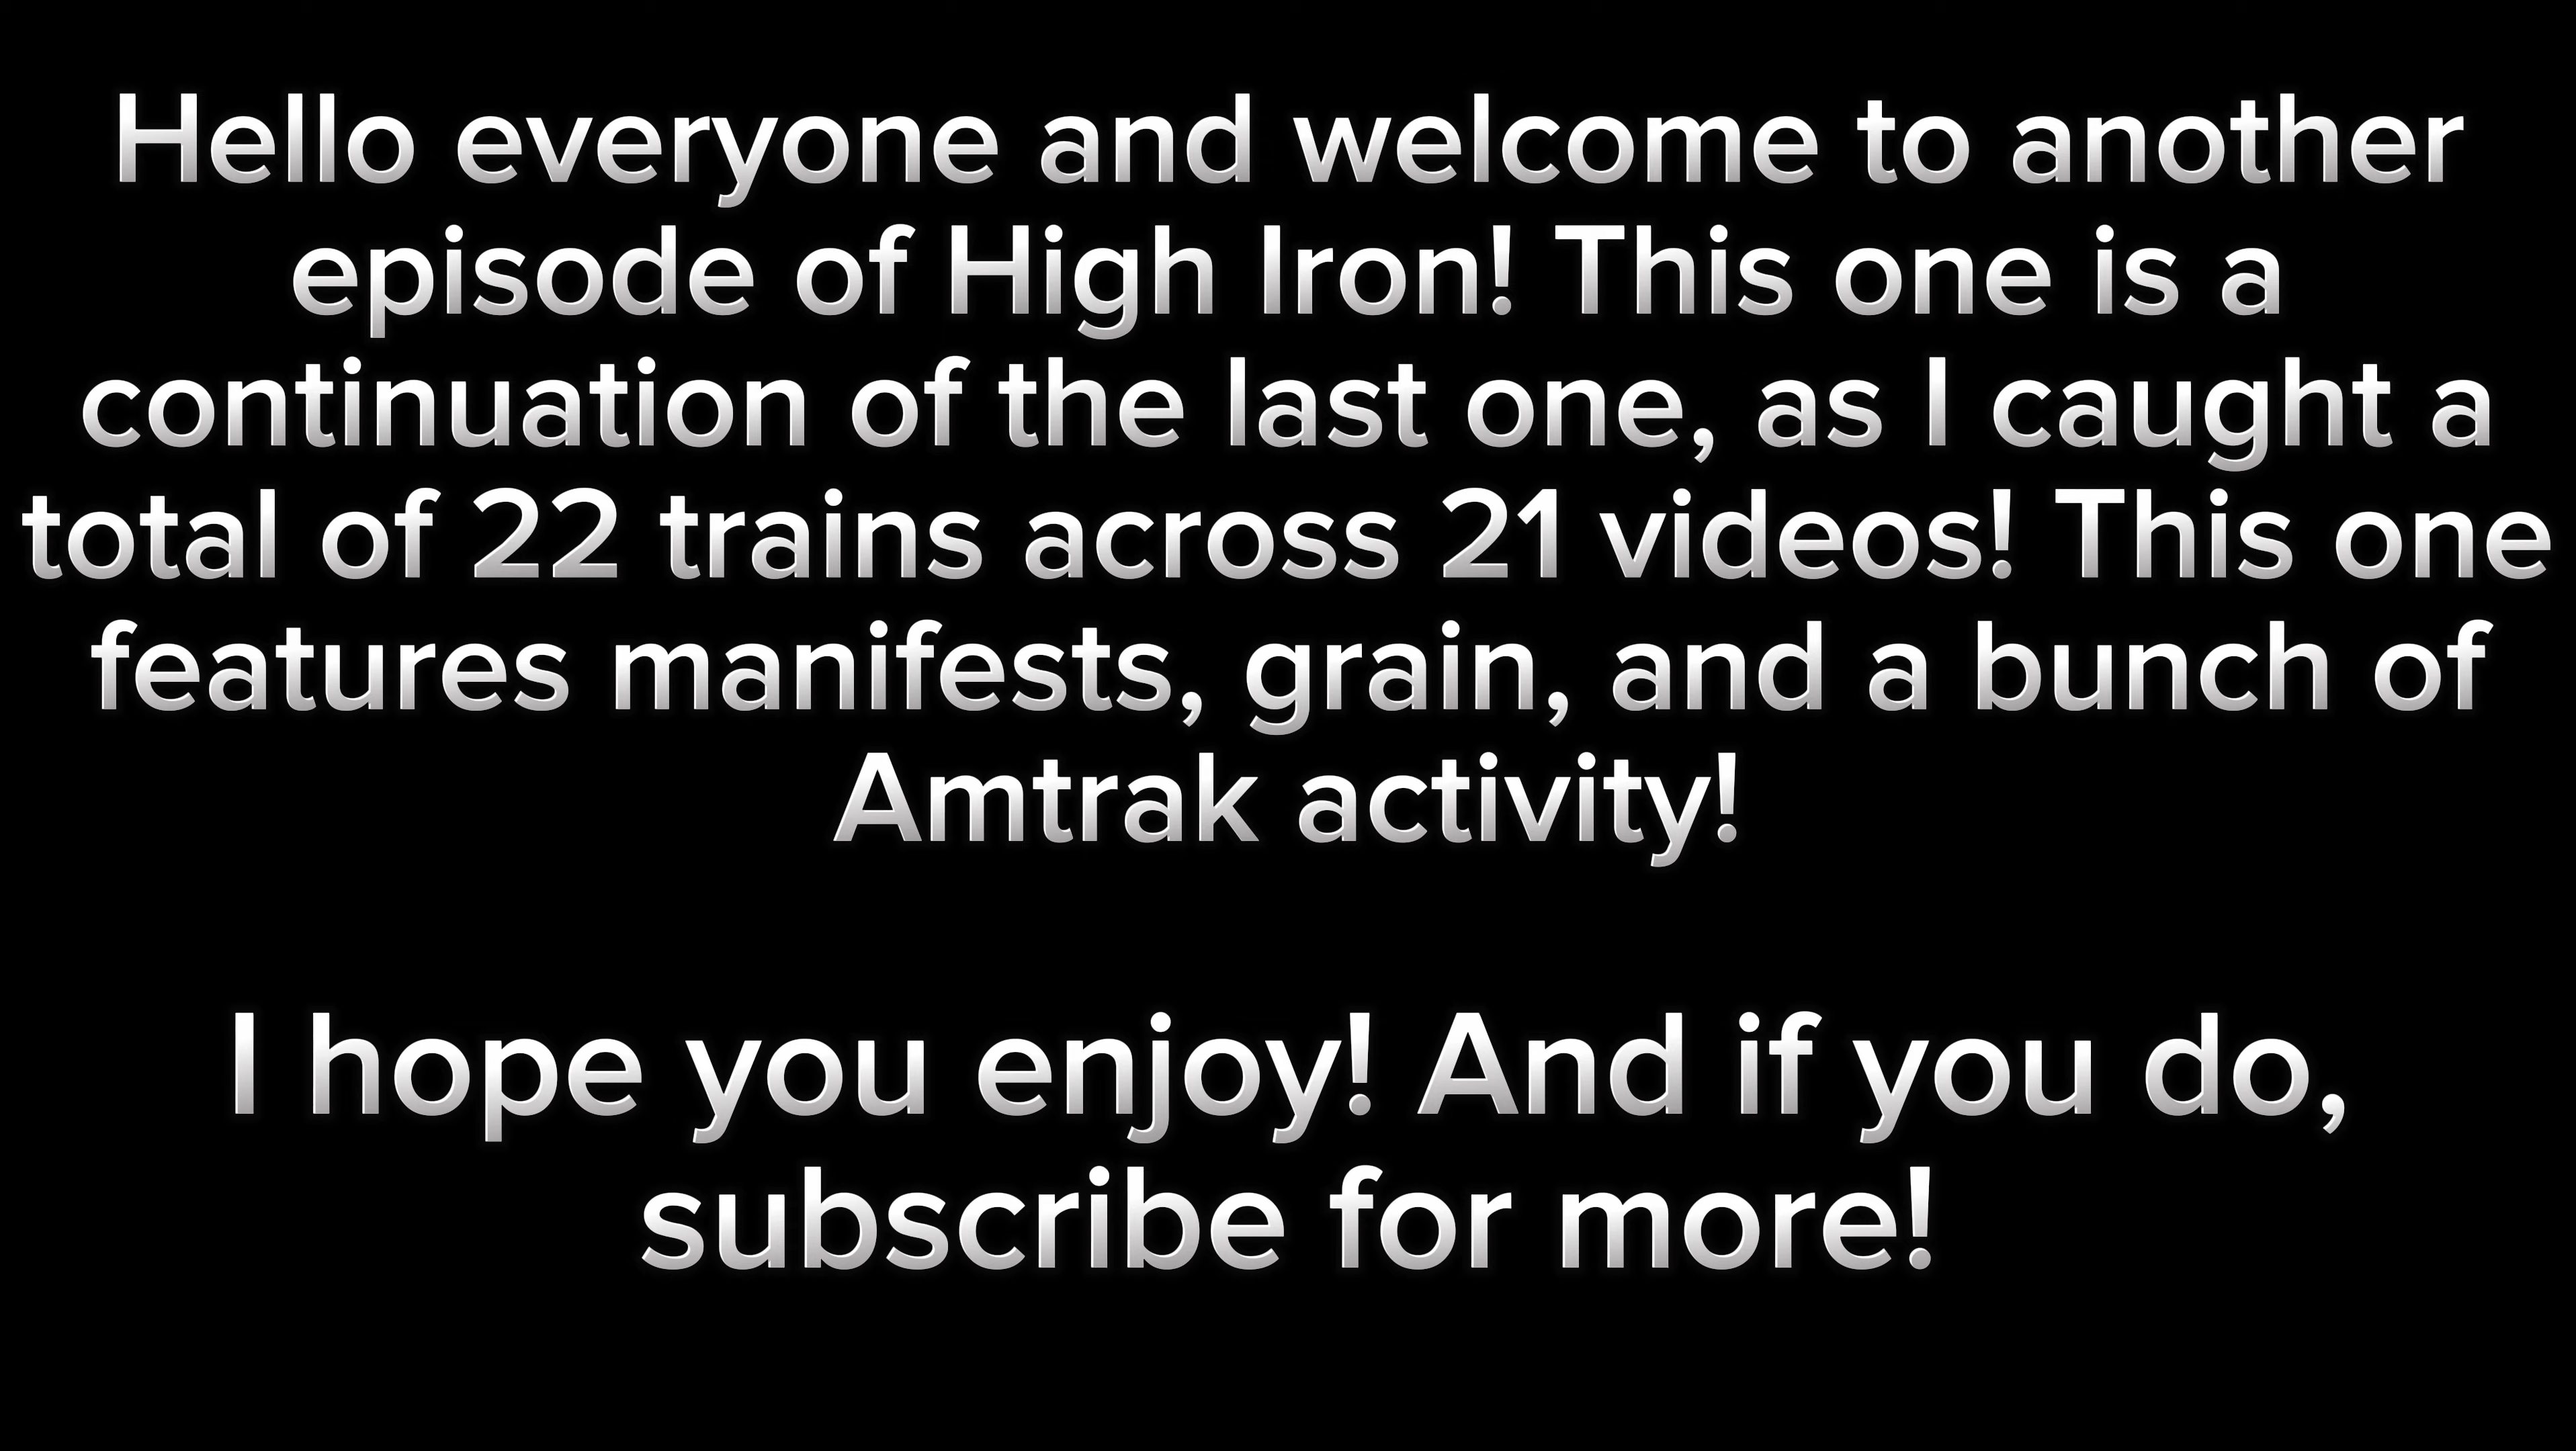 Hello everyone and welcome to another
episode of High Iron! This one is a
continuation of the last one, as I caught a
total of 22 trains across 21 videos! This one
features manifests, grain, and a bunch of
Amtrak activity!
I hope you enjoy! And if you do,
subscribe for more!